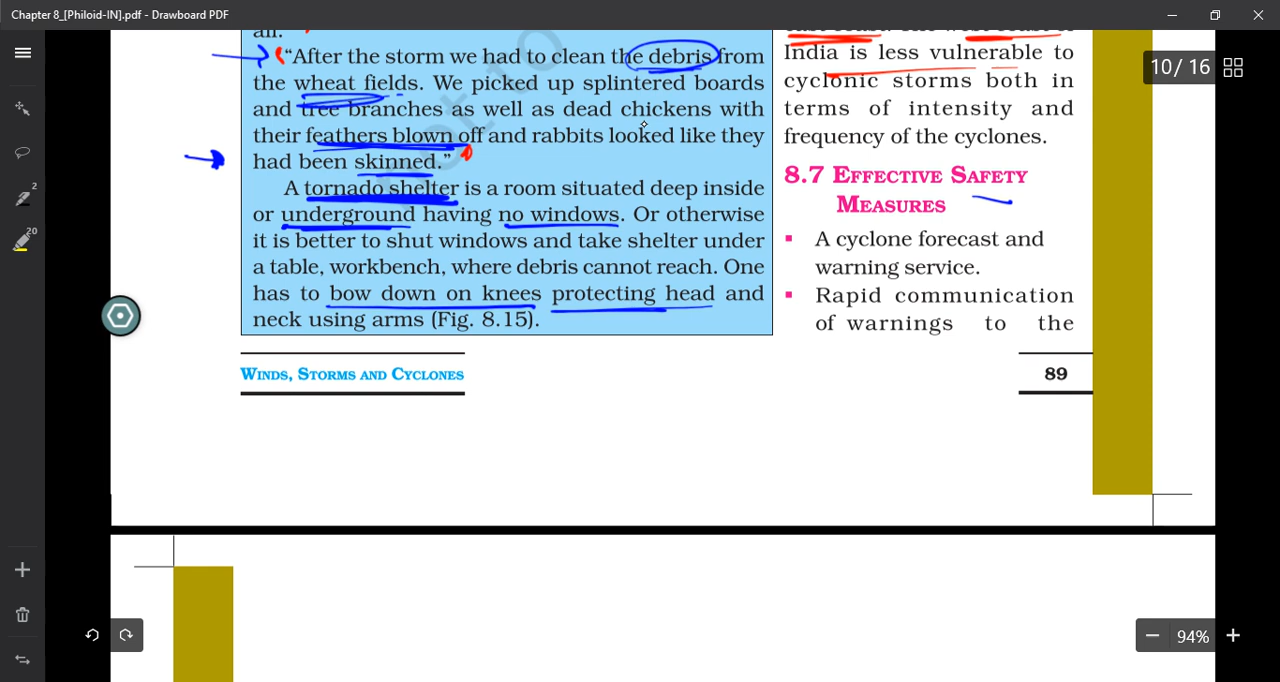 Chapter 8_[Philoid-IN].pdf - Drawboard PDF
all.
“After the storm we had to clean the debris from
the wheat fields. We picked up splintered boards
and tree branches as well as dead chickens with
their feathers blown off and rabbits looked like they
had been skinned.”
A tornado shelter is a room situated deep inside
or underground having no windows. Or otherwise
it is better to shut windows and take shelter under
a table, workbench, where debris cannot reach. One
has to bow down on knees protecting head and
neck using arms (Fig. 8.15).
India is less vulnerable to
cyclonic storms both in
terms of intensity and
frequency of the cyclones.
8.7 EFFECTIVE SAFETY
MEASURES
▪ A cyclone forecast and
warning service.
▪ Rapid communication
of warnings to the
WINDS, STORMS AND CYCLONES
89
10 / 16
2
20
94%